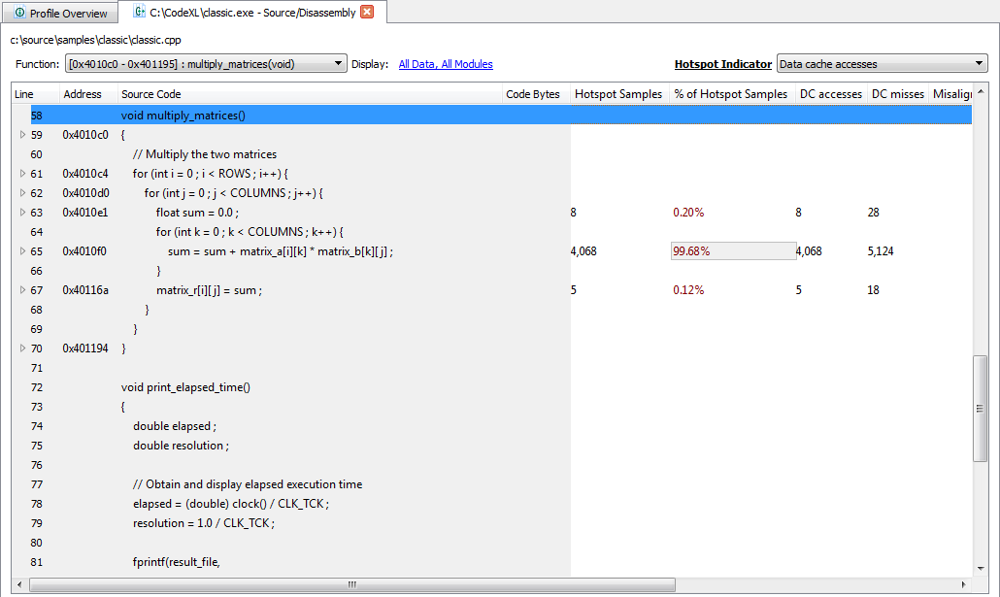 Profile Overview C:\CodeXL\classic.exe - Source/Disassembly
c:\source\samples\classic\classic.cpp
Function: [0x4010c0 - 0x401195] : multiply_matrices(void) Display: All Data, All Modules Hotspot Indicator Data cache accesses
Line Address Source Code Code Bytes Hotspot Samples % of Hotspot Samples DC accesses DC misses Misalign
58 void multiply_matrices()
59 0x4010c0 {
60 // Multiply the two matrices
61 0x4010c4 for (int i = 0 ; i < ROWS ; i++) {
62 0x4010d0 for (int j = 0 ; j < COLUMNS ; j++) {
63 0x4010e1 float sum = 0.0 ; 8 0.20% 8 28
64 for (int k = 0 ; k < COLUMNS ; k++) {
65 0x4010f0 sum = sum + matrix_a[i][k] * matrix_b[k][j] ; 4,068 99.68% 4,068 5,124
66 }
67 0x40116a matrix_r[i][j] = sum ; 5 0.12% 5 18
68 }
69 }
70 0x401194 }
71
72 void print_elapsed_time()
73 {
74 double elapsed ;
75 double resolution ;
76
77 // Obtain and display elapsed execution time
78 elapsed = (double) clock() / CLK_TCK ;
79 resolution = 1.0 / CLK_TCK ;
80
81 fprintf(result_file,